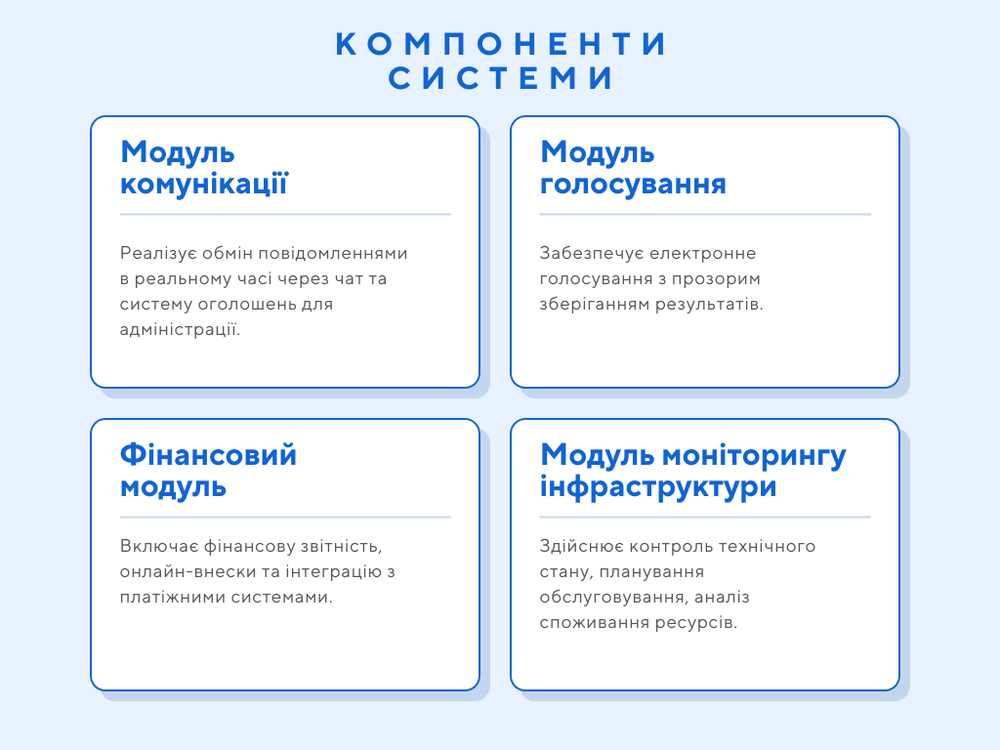 КОМПОНЕНТИ
СИСТЕМИ
Модуль
комунікації
Реалізує обмін повідомленнями
в реальному часі через чат та
систему оголошень для
адміністрації.
Модуль
голосування
Забезпечує електронне
голосування з прозорим
зберіганням результатів.
Фінансовий
модуль
Включає фінансову звітність,
онлайн-внески та інтеграцію з
платіжними системами.
Модуль моніторингу
інфраструктури
Здійснює контроль технічного
стану, планування
обслуговування, аналіз
споживання ресурсів.